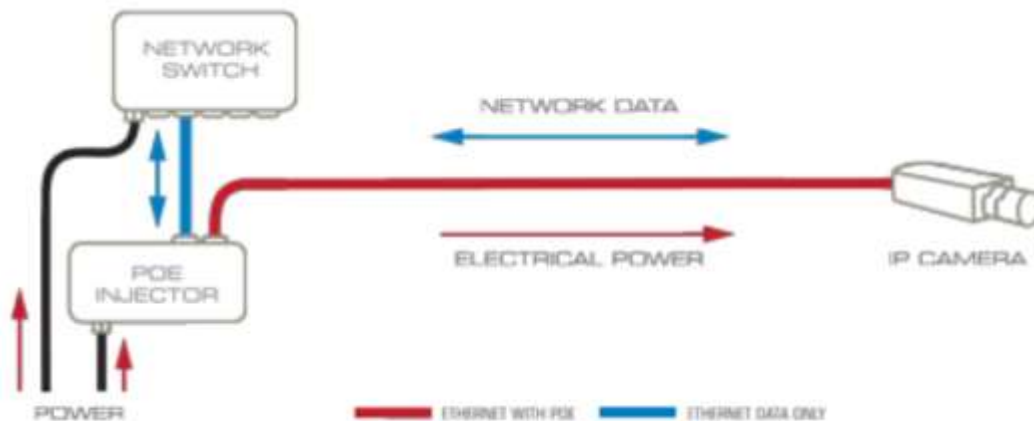 NETWORK
SWITCH
NETWORK DATA
ELECTRICAL POWER
IP CAMERA
POE
INJECTOR
POWER
ETHERNET WITH POE
ETHERNET DATA ONLY